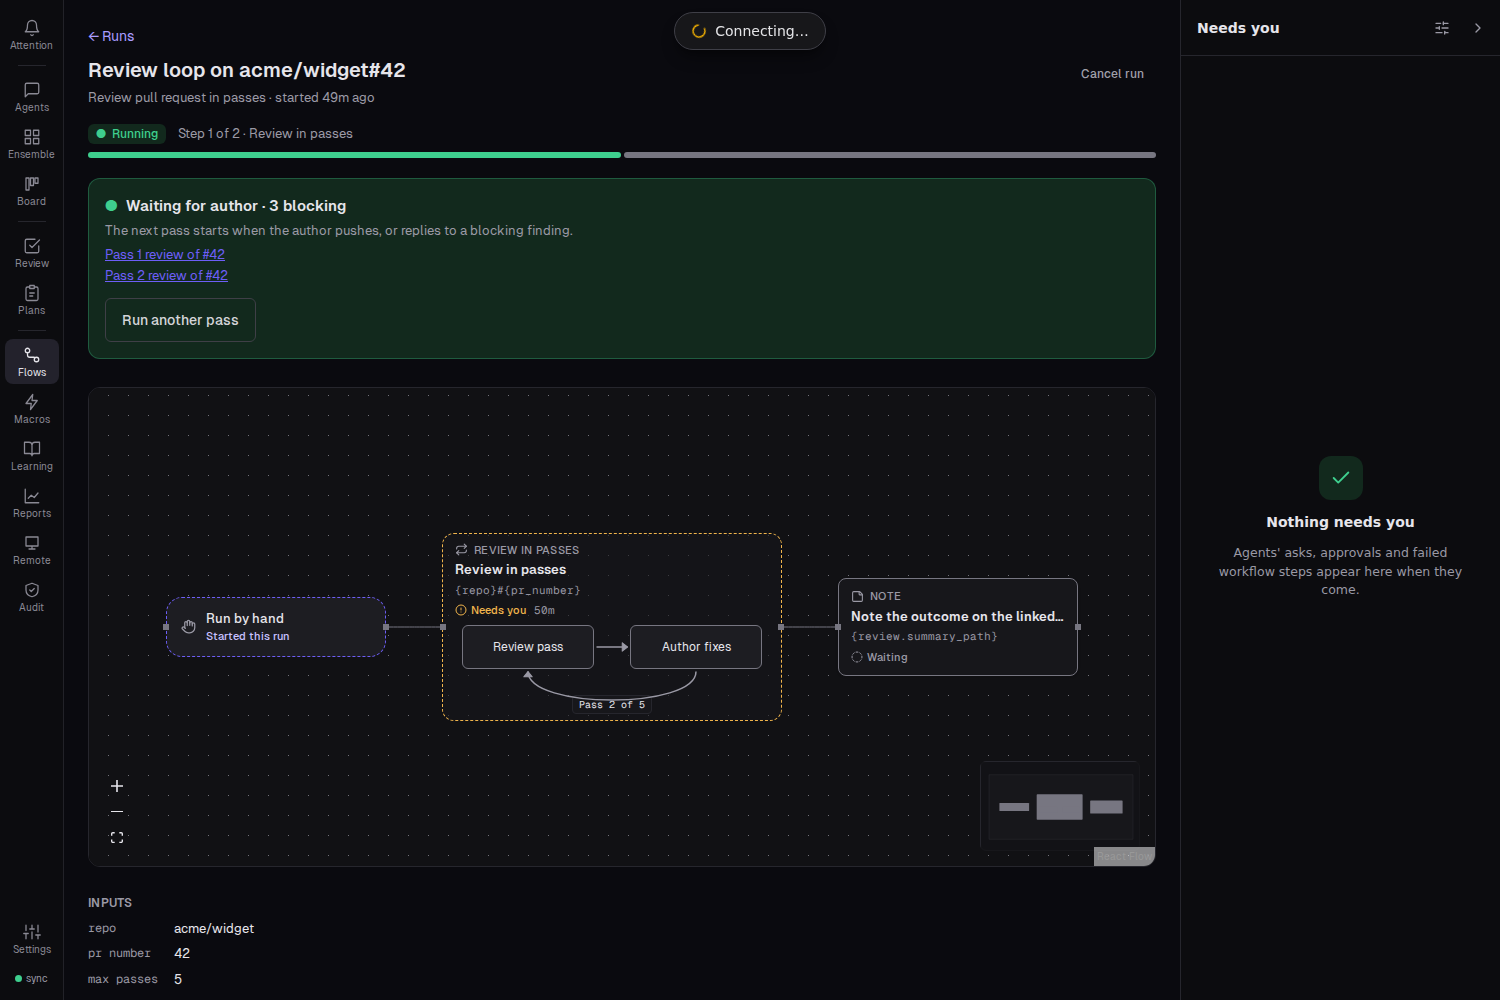 Attention
Agents
Ensemble
Board
Review
Plans
Flows
Macros
Learning
Reports
Remote
Audit
Settings
sync
← Runs
Connecting...
Review loop on acme/widget#42
Cancel run
Review pull request in passes · started 49m ago
Running
Step 1 of 2 · Review in passes
Waiting for author · 3 blocking
The next pass starts when the author pushes, or replies to a blocking finding.
Pass 1 review of #42
Pass 2 review of #42
Run another pass
Run by hand
Started this run
REVIEW IN PASSES
Review in passes
{repo}#{pr_number}
Needs you 50m
Review pass
Author fixes
Pass 2 of 5
NOTE
Note the outcome on the linked...
{review.summary_path}
Waiting
React Flow
INPUTS
repo acme/widget
pr number 42
max passes 5
Needs you
Nothing needs you
Agents' asks, approvals and failed
workflow steps appear here when they
come.